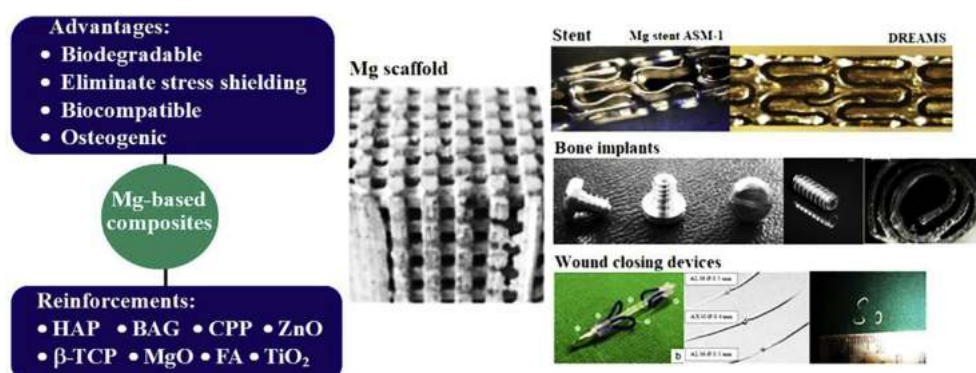 Advantages:
• Biodegradable
• Eliminate stress shielding
• Biocompatible
• Osteogenic
Mg-based
composites
Reinforcements:
• HAP • BAG • CPP • ZnO
• β-TCP • MgO • FA • TiO₂
Mg scaffold
Stent
Mg stent ASM-1
DREAMS
Bone implants
Wound closing devices
b